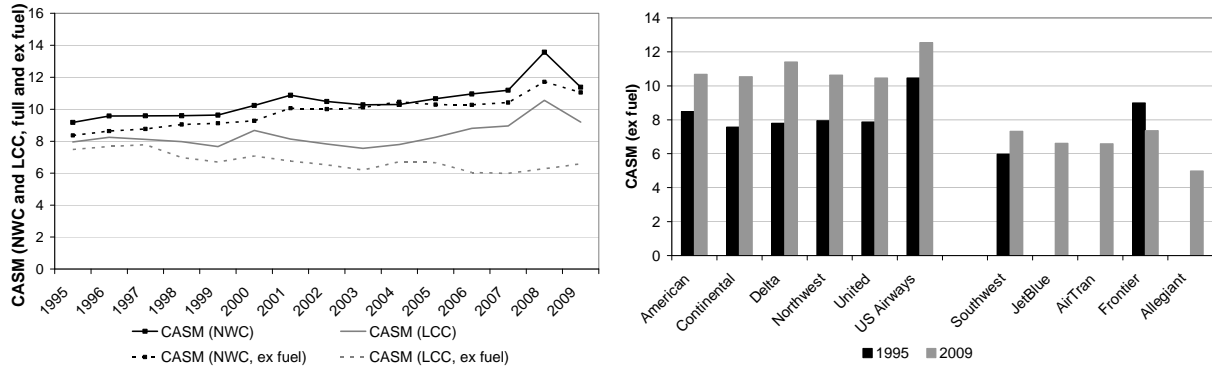 CASM (NWC and LCC, full and ex fuel)
16
14
12
10
8
6
4
2
0
1995
1996
1997
1998
1999
2000
2001
2002
2003
2004
2005
2006
2007
2008
2009
CASM (NWC)
CASM (LCC)
CASM (NWC, ex fuel)
CASM (LCC, ex fuel)
CASM (ex fuel)
14
12
10
8
6
4
2
0
American
Continental
Delta
Northwest
United
US Airways
Southwest
JetBlue
AirTran
Frontier
Allegiant
1995
2009